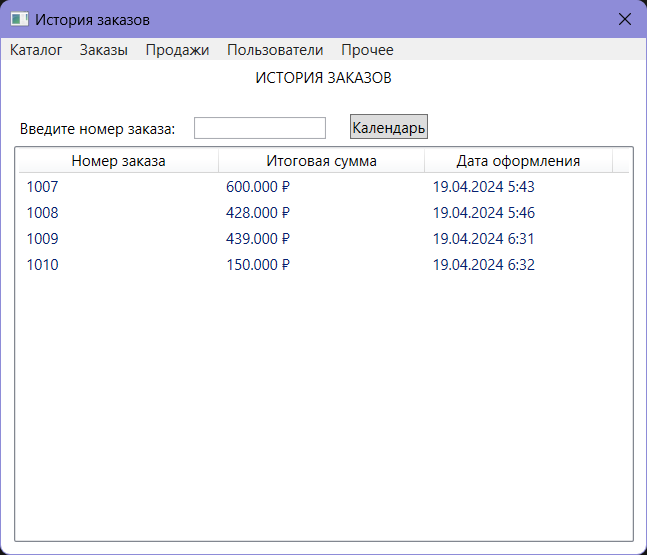 История заказов
Каталог Заказы Продажи Пользователи Прочее
ИСТОРИЯ ЗАКАЗОВ
Введите номер заказа: Календарь
Номер заказа Итоговая сумма Дата оформления
1007 600.000 ₽ 19.04.2024 5:43
1008 428.000 ₽ 19.04.2024 5:46
1009 439.000 ₽ 19.04.2024 6:31
1010 150.000 ₽ 19.04.2024 6:32